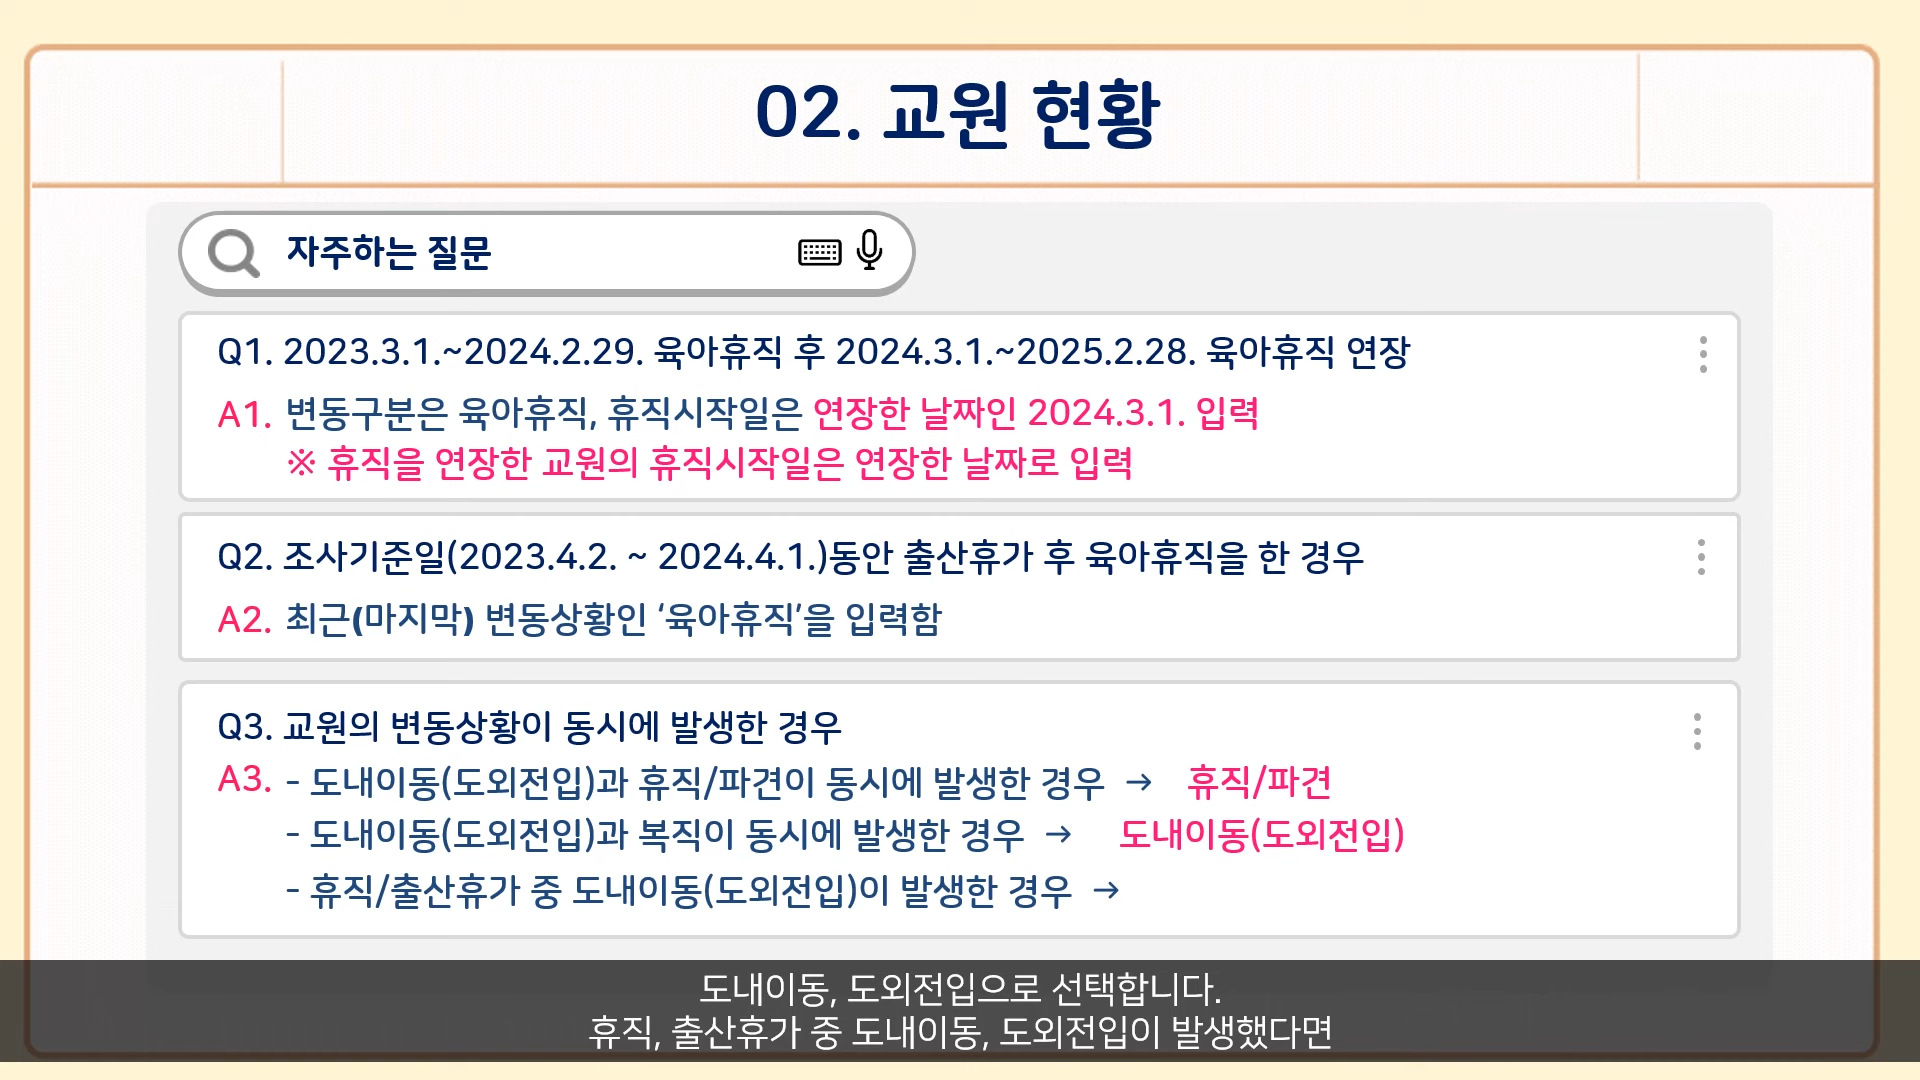 02. 교원 현황
자주하는 질문
Q1. 2023.3.1.~2024.2.29. 육아휴직 후 2024.3.1.~2025.2.28. 육아휴직 연장
A1. 변동구분은 육아휴직, 휴직시작일은 연장한 날짜인 2024.3.1. 입력
※ 휴직을 연장한 교원의 휴직시작일은 연장한 날짜로 입력
Q2. 조사기준일(2023.4.2. ~ 2024.4.1.)동안 출산휴가 후 육아휴직을 한 경우
A2. 최근(마지막) 변동상황인 ‘육아휴직’을 입력함
Q3. 교원의 변동상황이 동시에 발생한 경우
A3. - 도내이동(도외전입)과 휴직/파견이 동시에 발생한 경우 → 휴직/파견
- 도내이동(도외전입)과 복직이 동시에 발생한 경우 → 도내이동(도외전입)
- 휴직/출산휴가 중 도내이동(도외전입)이 발생한 경우 →
도내이동, 도외전입으로 선택합니다.
휴직, 출산휴가 중 도내이동, 도외전입이 발생했다면